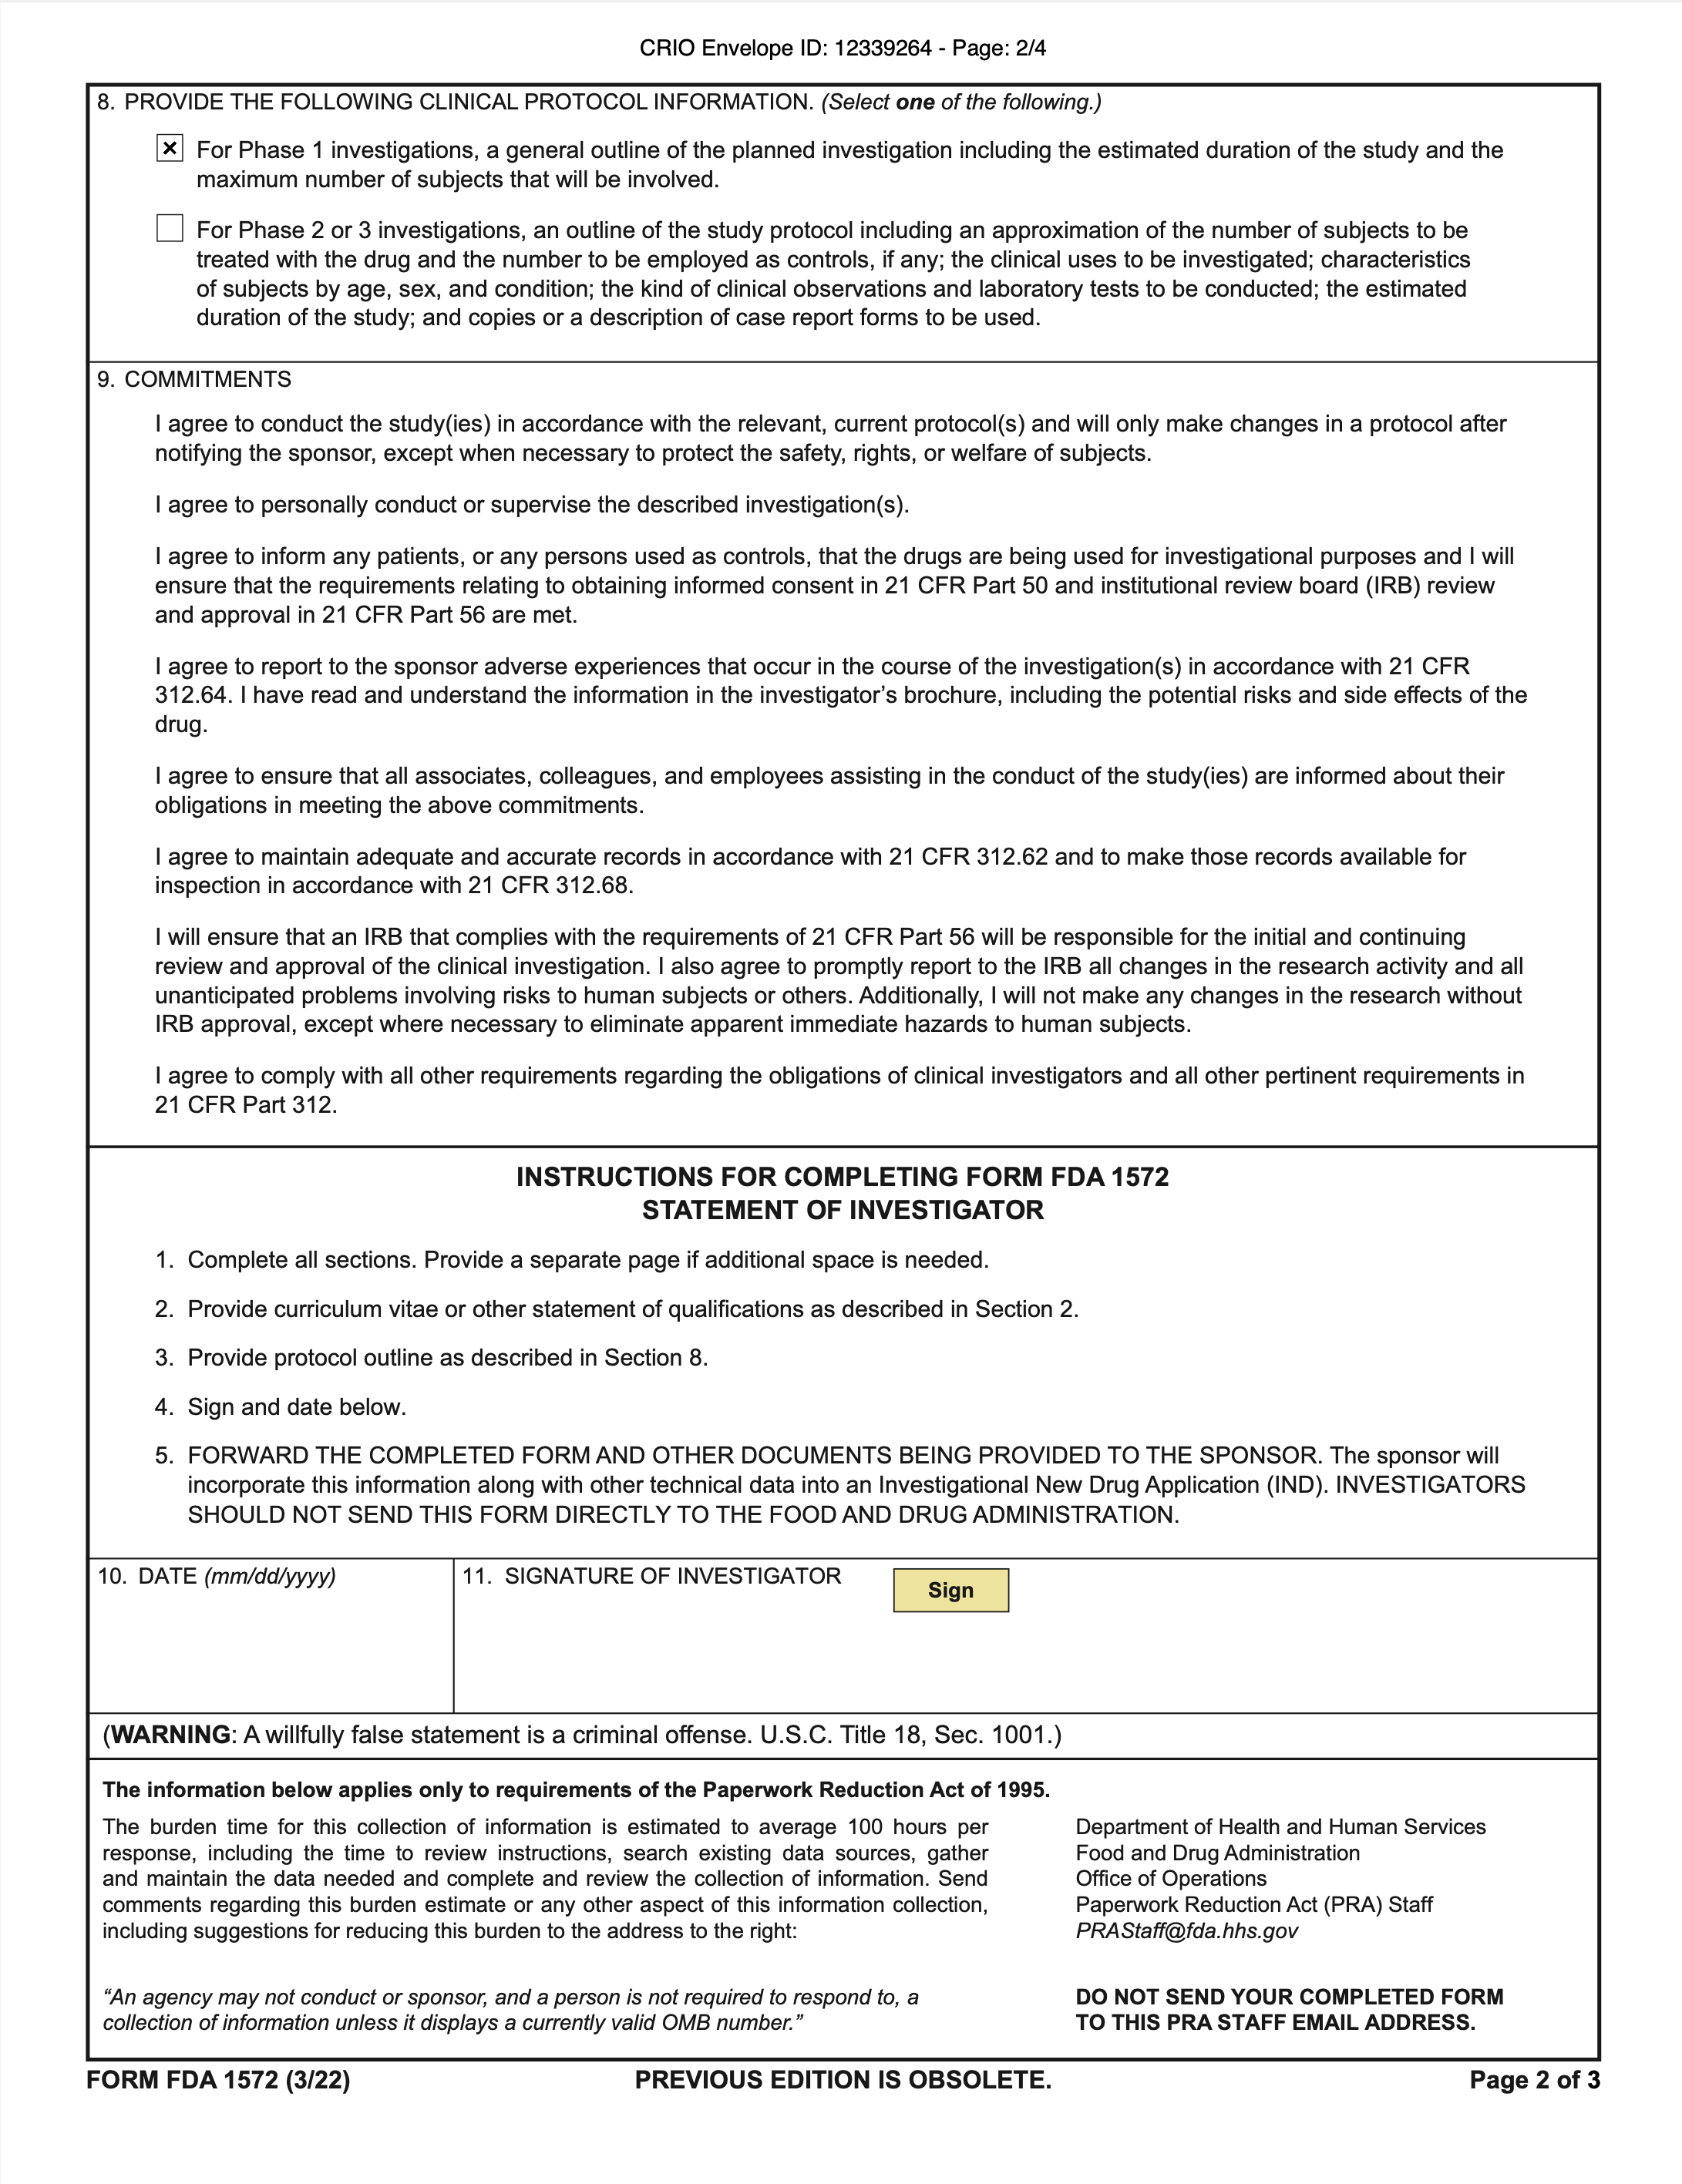 CRIO Envelope ID: 12339264 - Page: 2/4
8. PROVIDE THE FOLLOWING CLINICAL PROTOCOL INFORMATION. (Select one of the following.)
For Phase 1 investigations, a general outline of the planned investigation including the estimated duration of the study and the
maximum number of subjects that will be involved.
For Phase 2 or 3 investigations, an outline of the study protocol including an approximation of the number of subjects to be
treated with the drug and the number to be employed as controls, if any; the clinical uses to be investigated; characteristics
of subjects by age, sex, and condition; the kind of clinical observations and laboratory tests to be conducted; the estimated
duration of the study; and copies or a description of case report forms to be used.
9. COMMITMENTS
I agree to conduct the study(ies) in accordance with the relevant, current protocol(s) and will only make changes in a protocol after
notifying the sponsor, except when necessary to protect the safety, rights, or welfare of subjects.
I agree to personally conduct or supervise the described investigation(s).
I agree to inform any patients, or any persons used as controls, that the drugs are being used for investigational purposes and I will
ensure that the requirements relating to obtaining informed consent in 21 CFR Part 50 and institutional review board (IRB) review
and approval in 21 CFR Part 56 are met.
I agree to report to the sponsor adverse experiences that occur in the course of the investigation(s) in accordance with 21 CFR
312.64. I have read and understand the information in the investigator’s brochure, including the potential risks and side effects of the
drug.
I agree to ensure that all associates, colleagues, and employees assisting in the conduct of the study(ies) are informed about their
obligations in meeting the above commitments.
I agree to maintain adequate and accurate records in accordance with 21 CFR 312.62 and to make those records available for
inspection in accordance with 21 CFR 312.68.
I will ensure that an IRB that complies with the requirements of 21 CFR Part 56 will be responsible for the initial and continuing
review and approval of the clinical investigation. I also agree to promptly report to the IRB all changes in the research activity and all
unanticipated problems involving risks to human subjects or others. Additionally, I will not make any changes in the research without
IRB approval, except where necessary to eliminate apparent immediate hazards to human subjects.
I agree to comply with all other requirements regarding the obligations of clinical investigators and all other pertinent requirements in
21 CFR Part 312.
INSTRUCTIONS FOR COMPLETING FORM FDA 1572
STATEMENT OF INVESTIGATOR
1. Complete all sections. Provide a separate page if additional space is needed.
2. Provide curriculum vitae or other statement of qualifications as described in Section 2.
3. Provide protocol outline as described in Section 8.
4. Sign and date below.
5. FORWARD THE COMPLETED FORM AND OTHER DOCUMENTS BEING PROVIDED TO THE SPONSOR. The sponsor will
incorporate this information along with other technical data into an Investigational New Drug Application (IND). INVESTIGATORS
SHOULD NOT SEND THIS FORM DIRECTLY TO THE FOOD AND DRUG ADMINISTRATION.
10. DATE (mm/dd/yyyy)
11. SIGNATURE OF INVESTIGATOR
Sign
(WARNING: A willfully false statement is a criminal offense. U.S.C. Title 18, Sec. 1001.)
The information below applies only to requirements of the Paperwork Reduction Act of 1995.
The burden time for this collection of information is estimated to average 100 hours per
response, including the time to review instructions, search existing data sources, gather
and maintain the data needed and complete and review the collection of information. Send
comments regarding this burden estimate or any other aspect of this information collection,
including suggestions for reducing this burden to the address to the right:
Department of Health and Human Services
Food and Drug Administration
Office of Operations
Paperwork Reduction Act (PRA) Staff
PRAStaff@fda.hhs.gov
“An agency may not conduct or sponsor, and a person is not required to respond to, a
collection of information unless it displays a currently valid OMB number.”
DO NOT SEND YOUR COMPLETED FORM
TO THIS PRA STAFF EMAIL ADDRESS.
FORM FDA 1572 (3/22)
PREVIOUS EDITION IS OBSOLETE.
Page 2 of 3